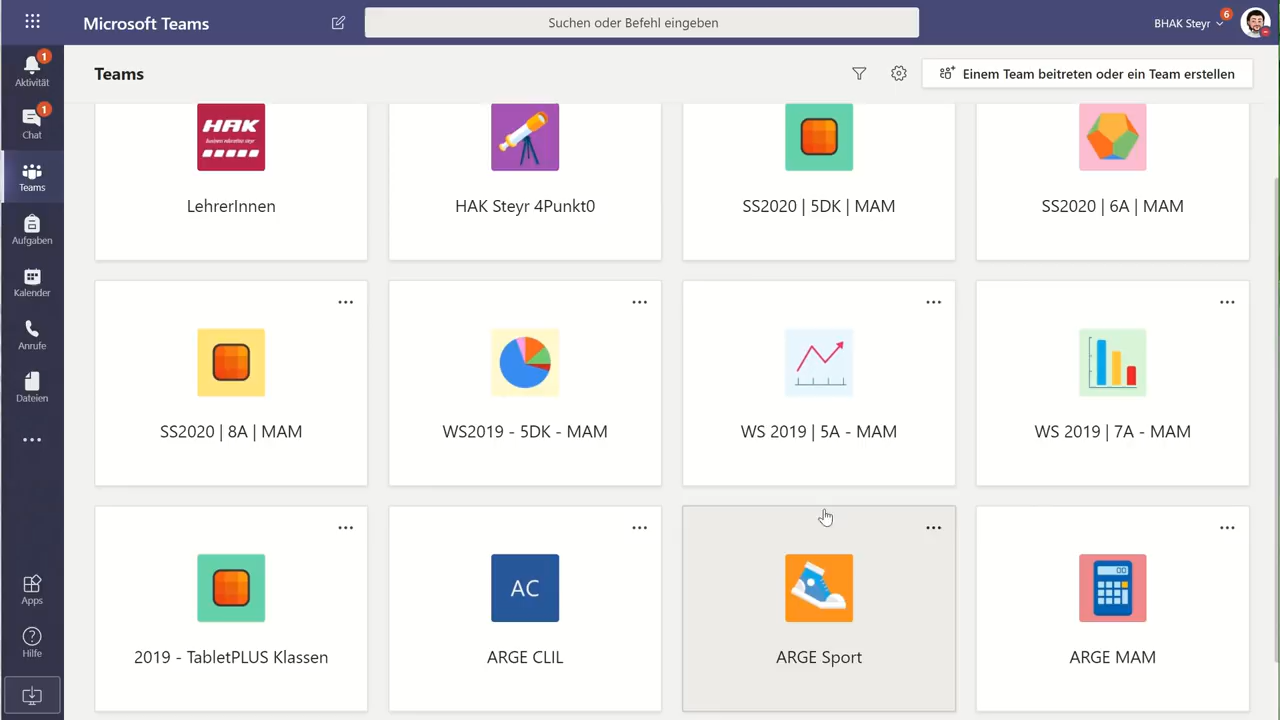 Microsoft Teams
Suchen oder Befehl eingeben
BHAK Steyr
6
1
Aktivität
1
Chat
Teams
Aufgaben
Kalender
Anrufe
Dateien
Apps
Hilfe
Teams
Einem Team beitreten oder ein Team erstellen
HAK
LehrerInnen
HAK Steyr 4Punkt0
SS2020 | 5DK | MAM
SS2020 | 6A | MAM
SS2020 | 8A | MAM
WS2019 - 5DK - MAM
WS 2019 | 5A - MAM
WS 2019 | 7A - MAM
2019 - TabletPLUS Klassen
AC
ARGE CLIL
ARGE Sport
ARGE MAM